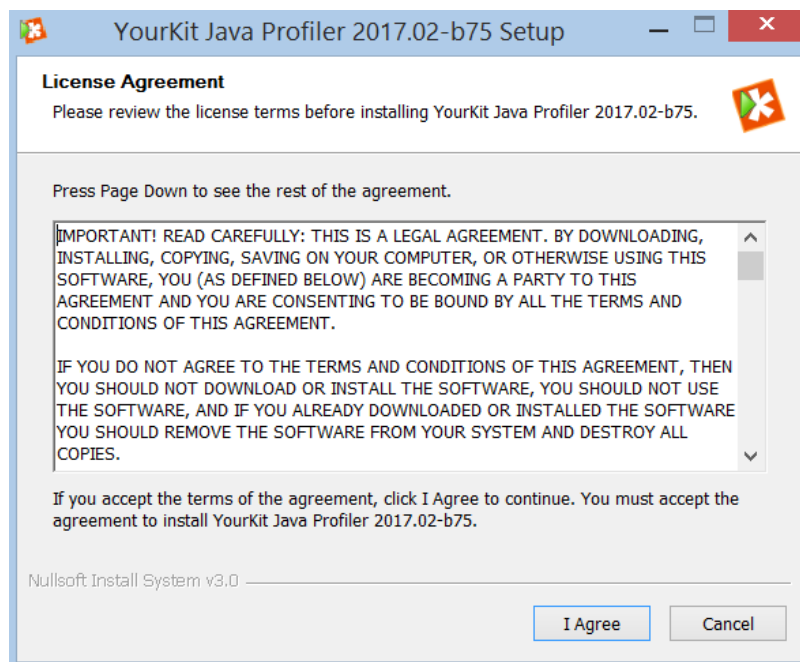 YourKit Java Profiler 2017.02-b75 Setup
License Agreement
Please review the license terms before installing YourKit Java Profiler 2017.02-b75.
Press Page Down to see the rest of the agreement.
IMPORTANT! READ CAREFULLY: THIS IS A LEGAL AGREEMENT. BY DOWNLOADING,
INSTALLING, COPYING, SAVING ON YOUR COMPUTER, OR OTHERWISE USING THIS
SOFTWARE, YOU (AS DEFINED BELOW) ARE BECOMING A PARTY TO THIS
AGREEMENT AND YOU ARE CONSENTING TO BE BOUND BY ALL THE TERMS AND
CONDITIONS OF THIS AGREEMENT.
IF YOU DO NOT AGREE TO THE TERMS AND CONDITIONS OF THIS AGREEMENT, THEN
YOU SHOULD NOT DOWNLOAD OR INSTALL THE SOFTWARE, YOU SHOULD NOT USE
THE SOFTWARE, AND IF YOU ALREADY DOWNLOADED OR INSTALLED THE SOFTWARE
YOU SHOULD REMOVE THE SOFTWARE FROM YOUR SYSTEM AND DESTROY ALL
COPIES.
If you accept the terms of the agreement, click I Agree to continue. You must accept the
agreement to install YourKit Java Profiler 2017.02-b75.
Nullsoft Install System v3.0
I Agree
Cancel